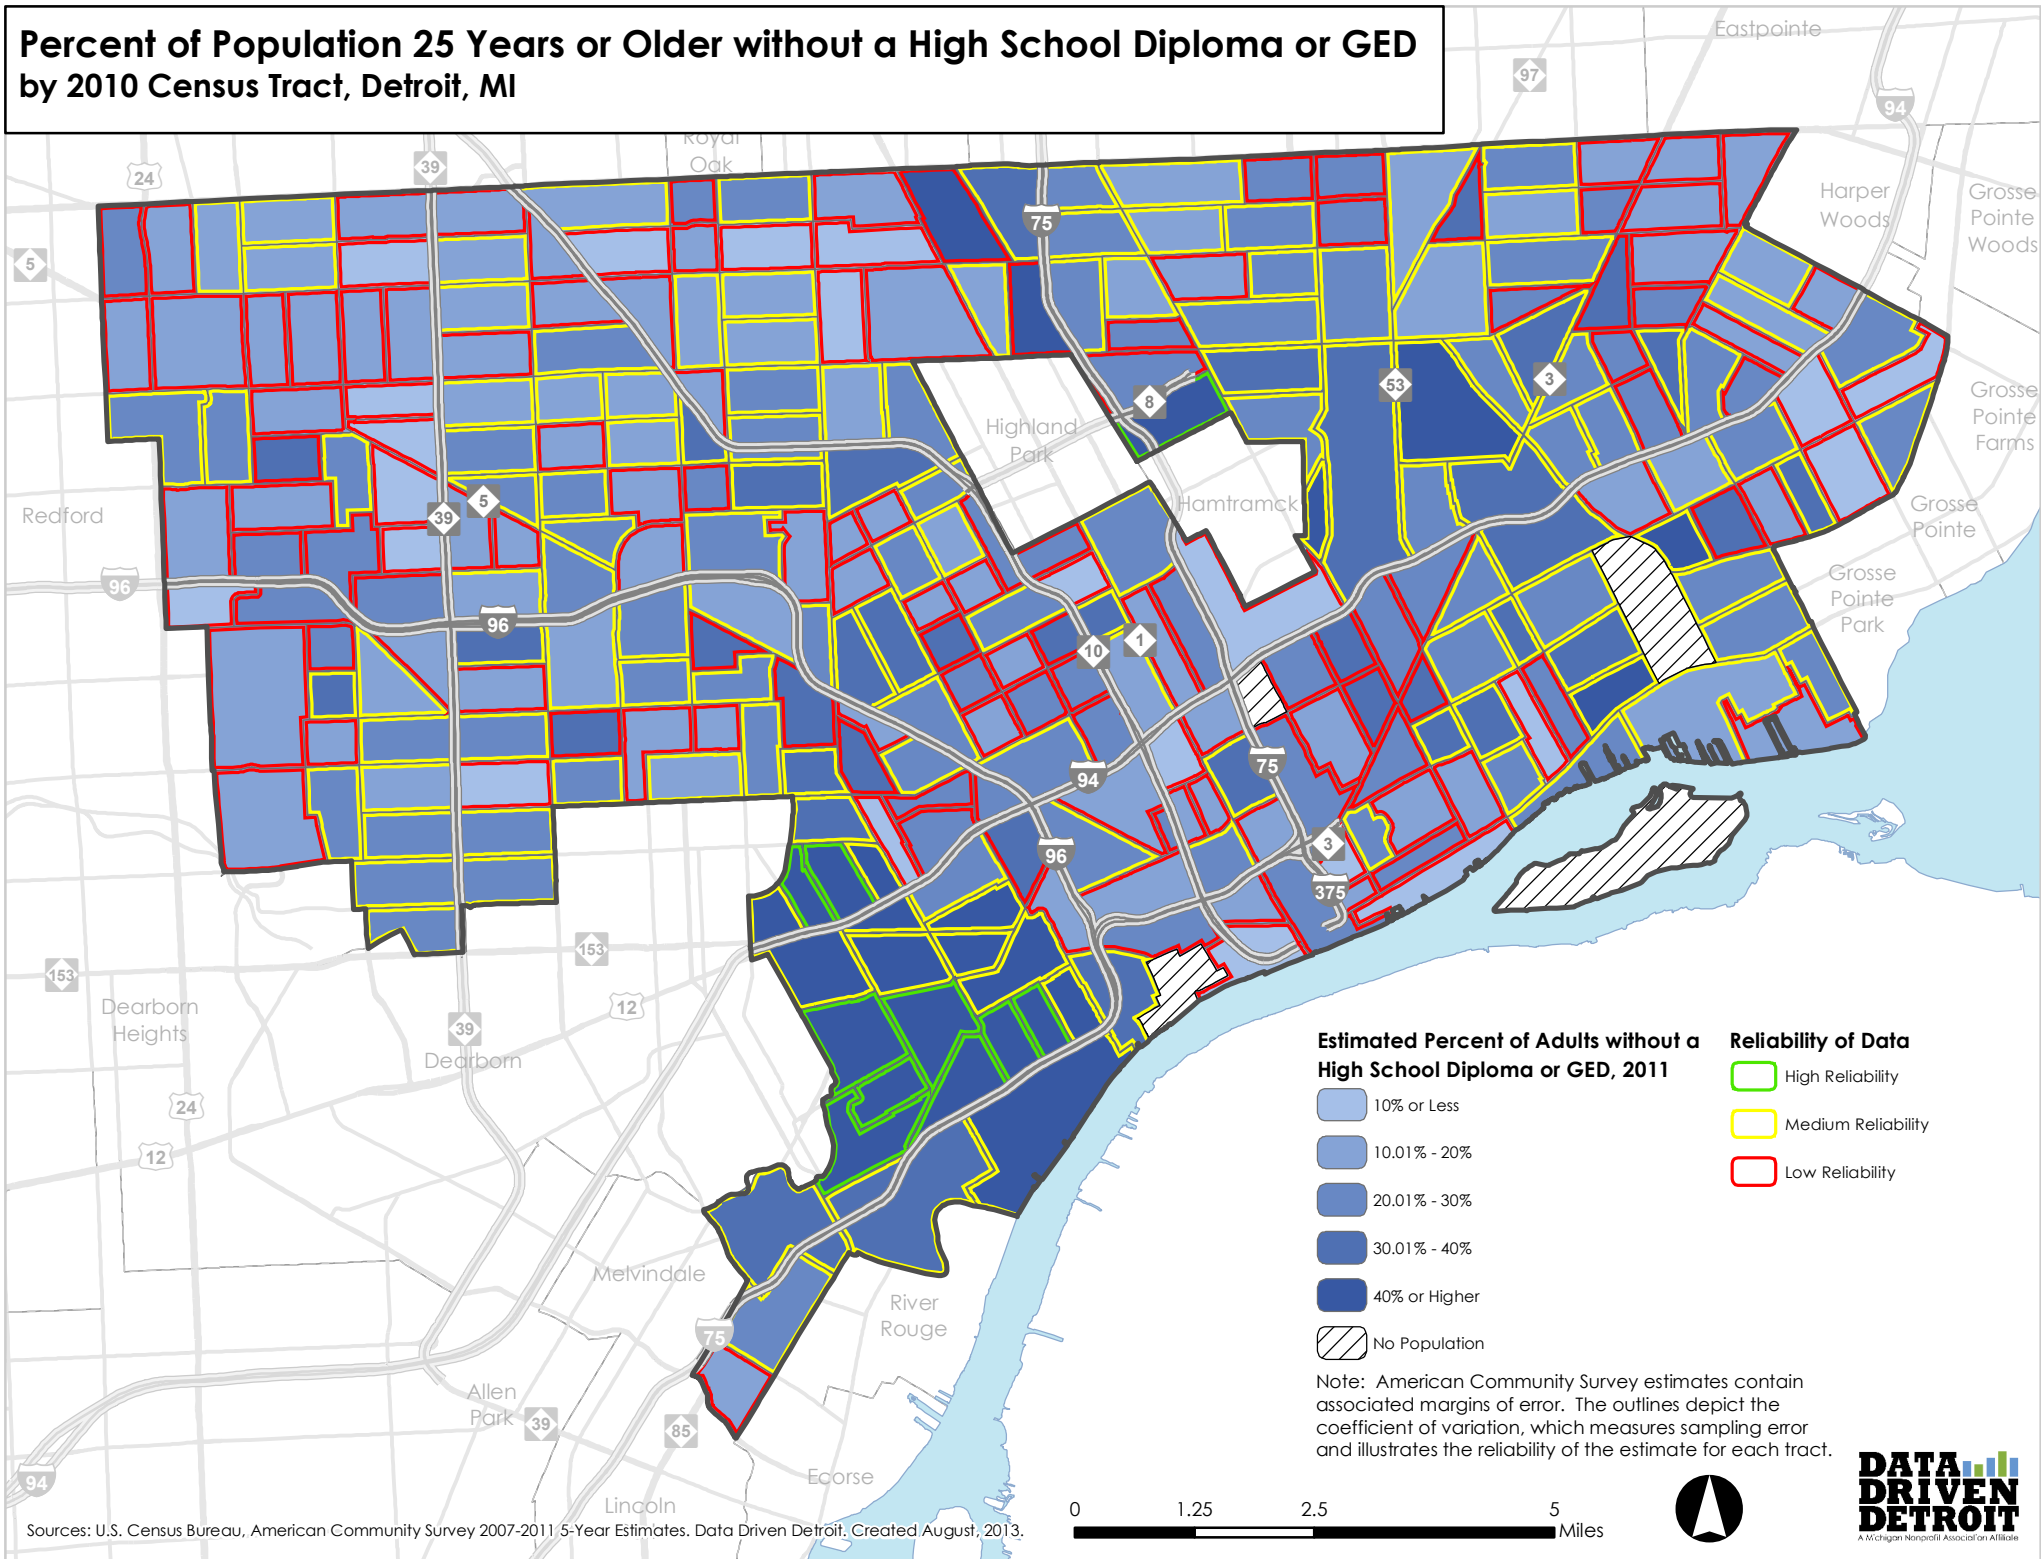 Percent of Population 25 Years or Older without a High School Diploma or GED
by 2010 Census Tract, Detroit, MI
Eastpointe
97
94
Royal
Oak
39
24
Harper
Woods
Grosse
Pointe
Woods
75
5
53
3
8
Highland
Park
Grosse
Pointe
Farms
Redford
39
5
Hamtramck
Grosse
Pointe
96
96
Grosse
Pointe
Park
10
1
94
75
96
3
375
153
153
Dearborn
Heights
12
39
Dearborn
24
12
Melvindale
River
Rouge
75
Allen
Park
39
85
Ecorse
94
Lincoln
Estimated Percent of Adults without a
High School Diploma or GED, 2011
10% or Less
10.01% - 20%
20.01% - 30%
30.01% - 40%
40% or Higher
No Population
Reliability of Data
High Reliability
Medium Reliability
Low Reliability
Note: American Community Survey estimates contain
associated margins of error. The outlines depict the
coefficient of variation, which measures sampling error
and illustrates the reliability of the estimate for each tract.
0 1.25 2.5 5
Miles
DATA
DRIVEN
DETROIT
A Michigan Nonprofit Association Affiliate
Sources: U.S. Census Bureau, American Community Survey 2007-2011 5-Year Estimates. Data Driven Detroit. Created August, 2013.